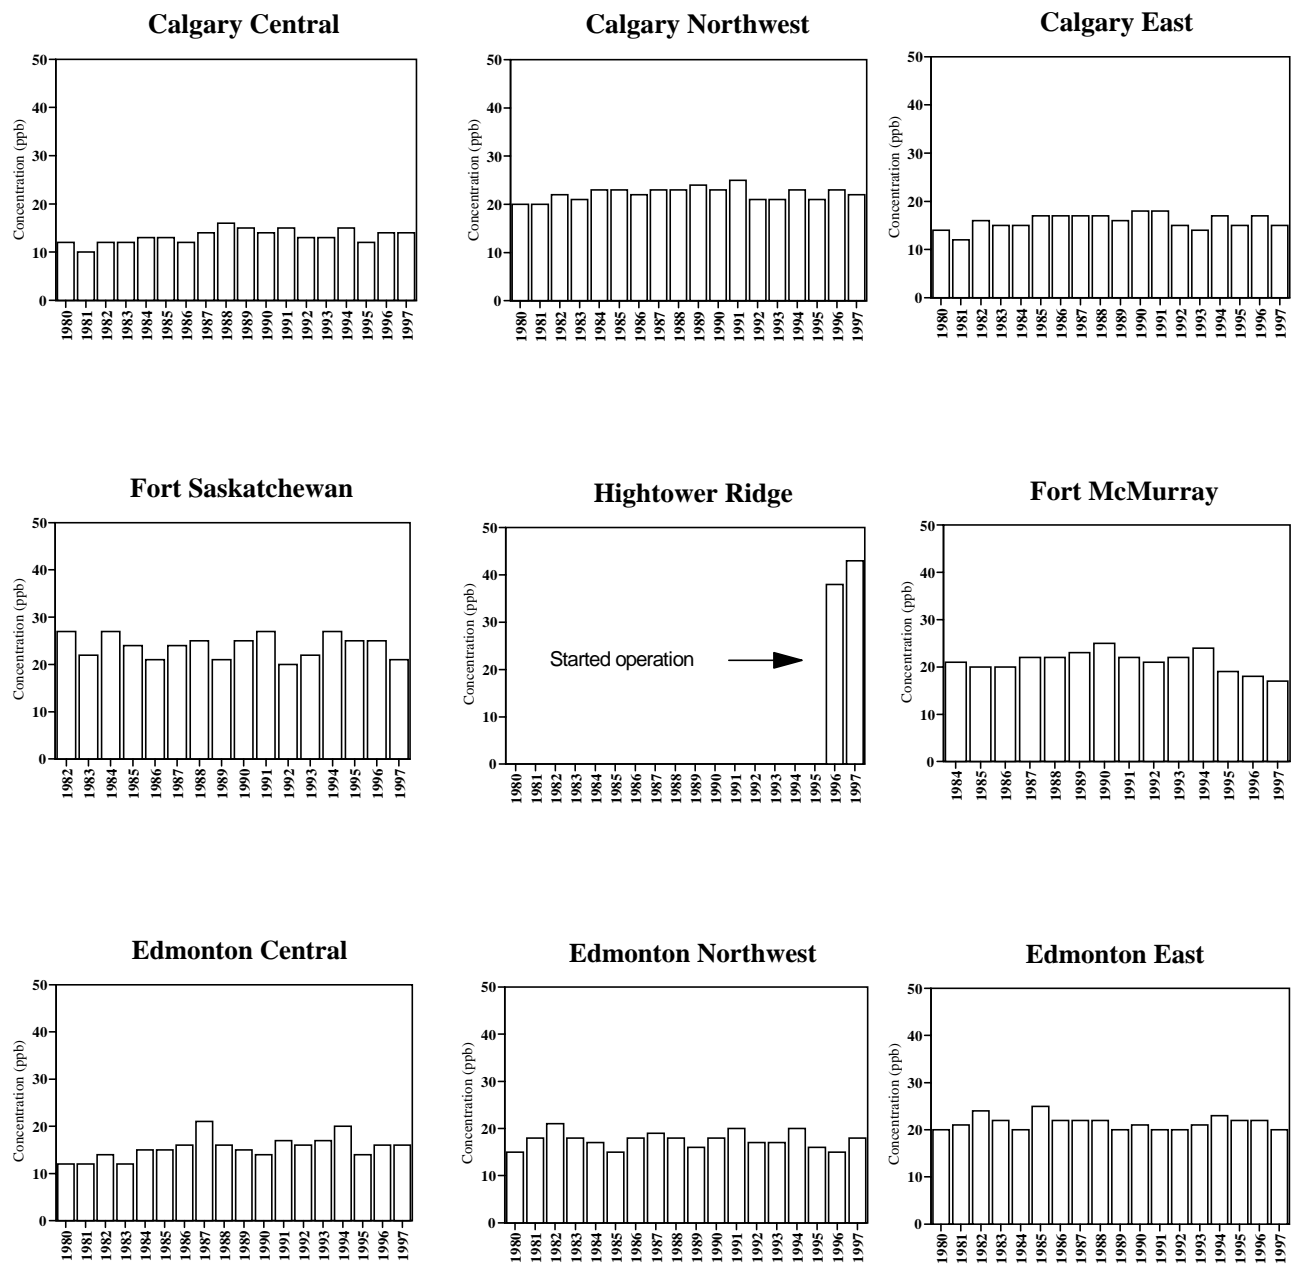 Calgary Central
Calgary Northwest
Calgary East
Concentration (ppb)
50
40
30
20
10
0
1980 1981 1982 1983 1984 1985 1986 1987 1988 1989 1990 1991 1992 1993 1994 1995 1996 1997
Concentration (ppb)
50
40
30
20
10
0
1980 1981 1982 1983 1984 1985 1986 1987 1988 1989 1990 1991 1992 1993 1994 1995 1996 1997
Concentration (ppb)
50
40
30
20
10
0
1980 1981 1982 1983 1984 1985 1986 1987 1988 1989 1990 1991 1992 1993 1994 1995 1996 1997
Fort Saskatchewan
Hightower Ridge
Fort McMurray
Concentration (ppb)
50
40
30
20
10
0
1982 1983 1984 1985 1986 1987 1988 1989 1990 1991 1992 1993 1994 1995 1996 1997
Concentration (ppb)
50
40
30
20
10
0
Started operation
1980 1981 1982 1983 1984 1985 1986 1987 1988 1989 1990 1991 1992 1993 1994 1995 1996 1997
Concentration (ppb)
50
40
30
20
10
0
1984 1985 1986 1987 1988 1989 1990 1991 1992 1993 1994 1995 1996 1997
Edmonton Central
Edmonton Northwest
Edmonton East
Concentration (ppb)
50
40
30
20
10
0
1980 1981 1982 1983 1984 1985 1986 1987 1988 1989 1990 1991 1992 1993 1994 1995 1996 1997
Concentration (ppb)
50
40
30
20
10
0
1980 1981 1982 1983 1984 1985 1986 1987 1988 1989 1990 1991 1992 1993 1994 1995 1996 1997
Concentration (ppb)
50
40
30
20
10
0
1980 1981 1982 1983 1984 1985 1986 1987 1988 1989 1990 1991 1992 1993 1994 1995 1996 1997